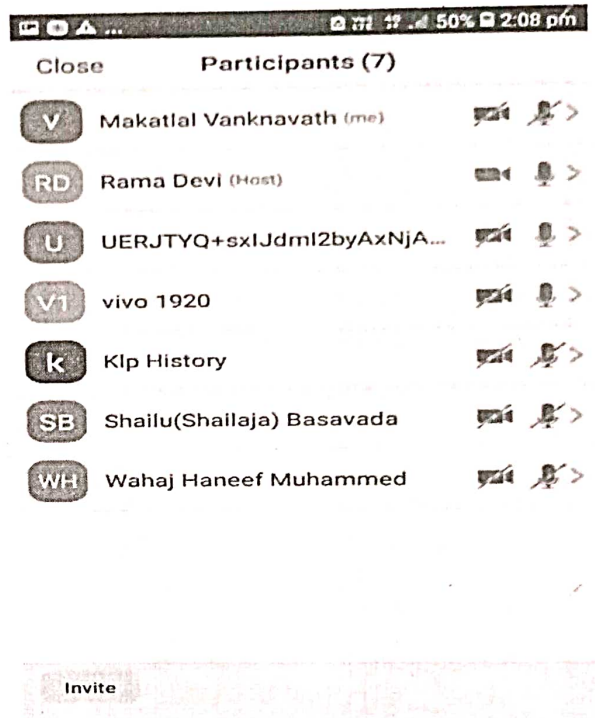 ... 50% 2:08 pm
Close Participants (7)
V Makatlal Vanknavath (me)
RD Rama Devi (Host)
U UERJTYQ+sxIJdmI2byAxNjA...
V1 vivo 1920
k Klp History
SB Shailu(Shailaja) Basavada
WH Wahaj Haneef Muhammed
Invite